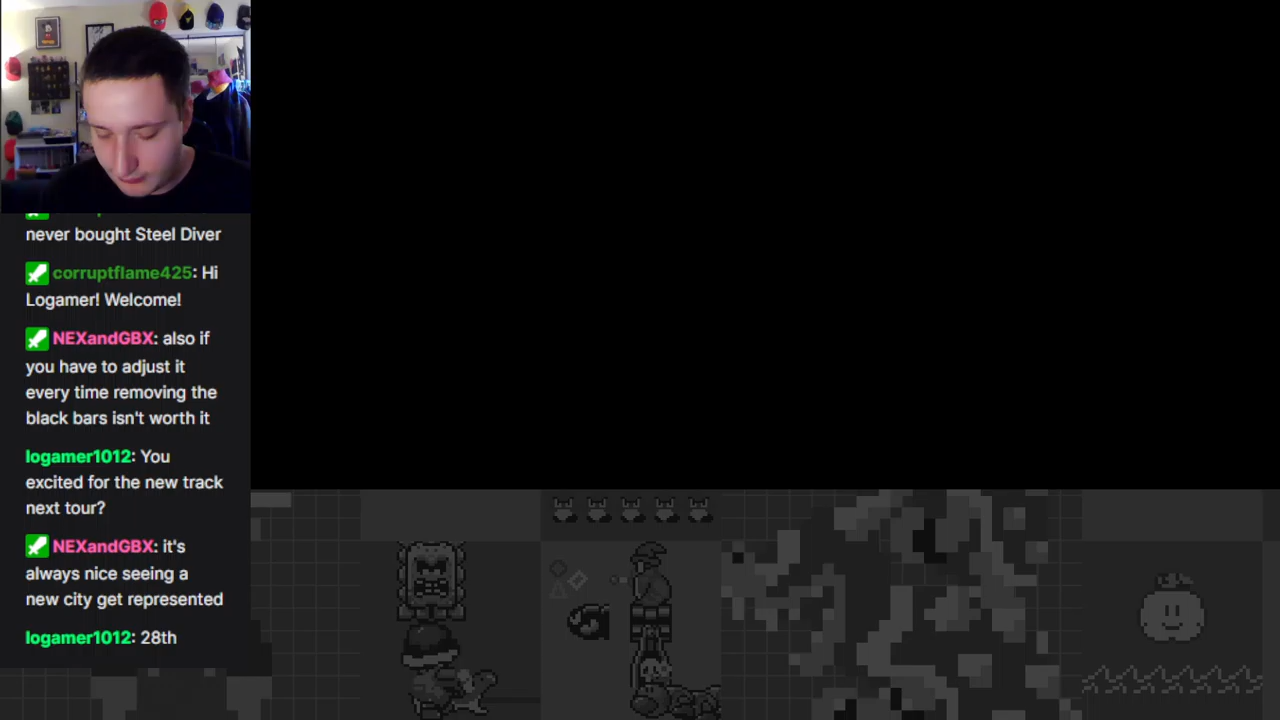 never bought Steel Diver
corruptflame425: Hi
Logamer! Welcome!
NEXandGBX: also if
you have to adjust it
every time removing the
black bars isn't worth it
logamer1012: You
excited for the new track
next tour?
NEXandGBX: it's
always nice seeing a
new city get represented
logamer1012: 28th